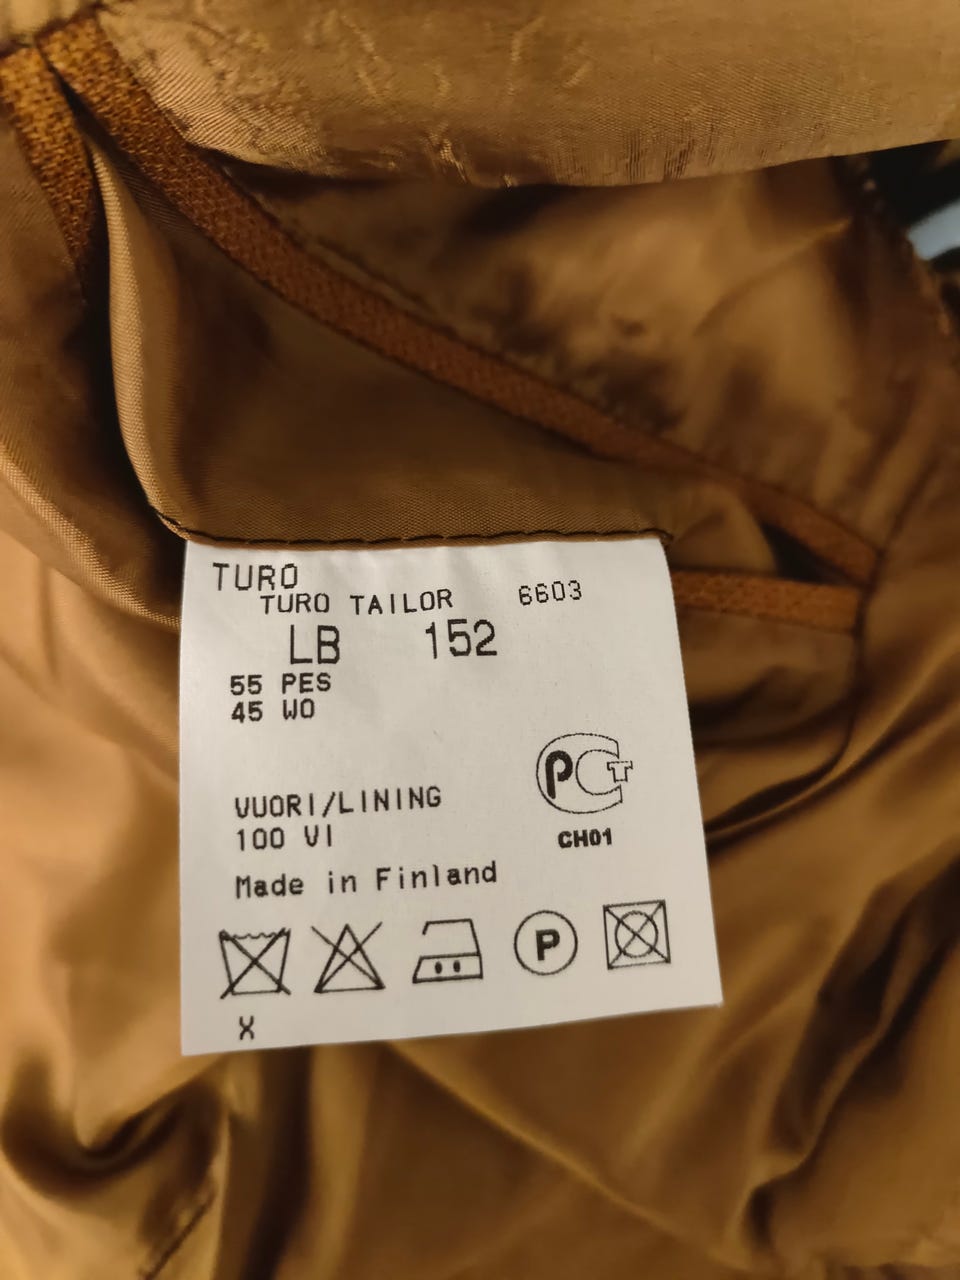 TURO
TURO TAILOR 6603
LB 152
55 PES
45 WO
PCT
CH01
VUORI/LINING
100 VI
Made in Finland
P
X